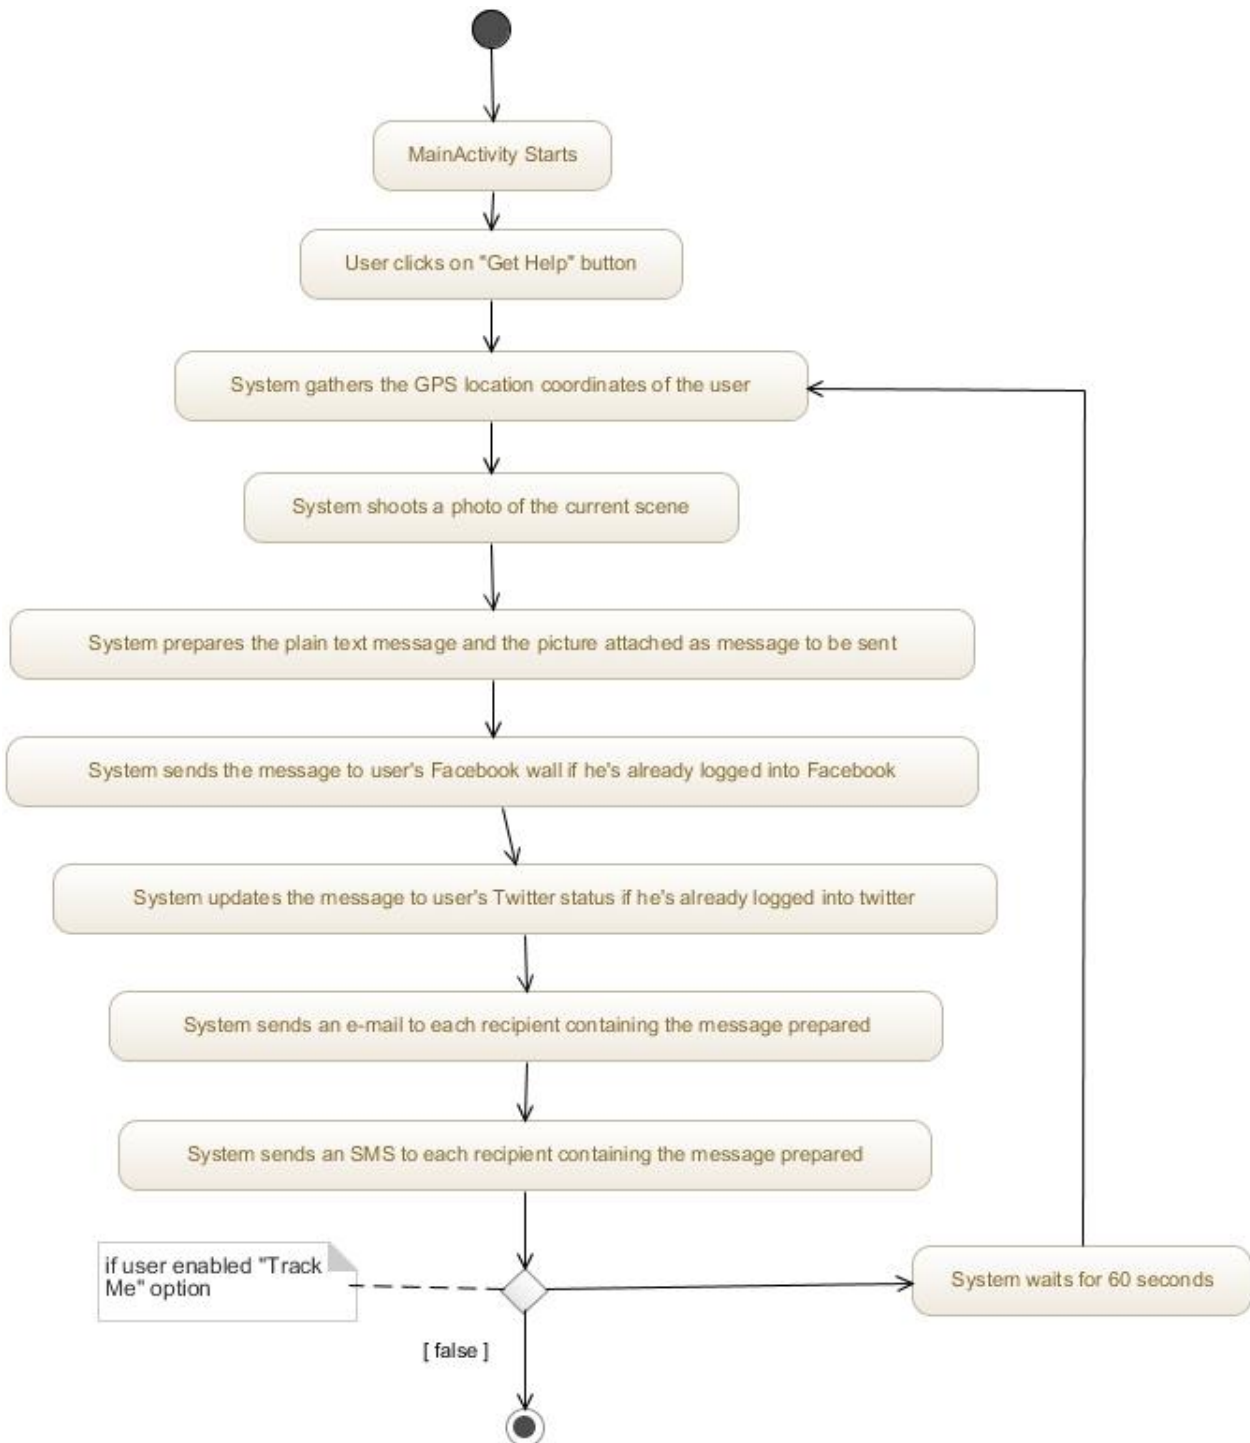 MainActivity Starts
User clicks on "Get Help" button
System gathers the GPS location coordinates of the user
System shoots a photo of the current scene
System prepares the plain text message and the picture attached as message to be sent
System sends the message to user's Facebook wall if he's already logged into Facebook
System updates the message to user's Twitter status if he's already logged into twitter
System sends an e-mail to each recipient containing the message prepared
System sends an SMS to each recipient containing the message prepared
if user enabled "Track
Me" option
System waits for 60 seconds
[ false ]